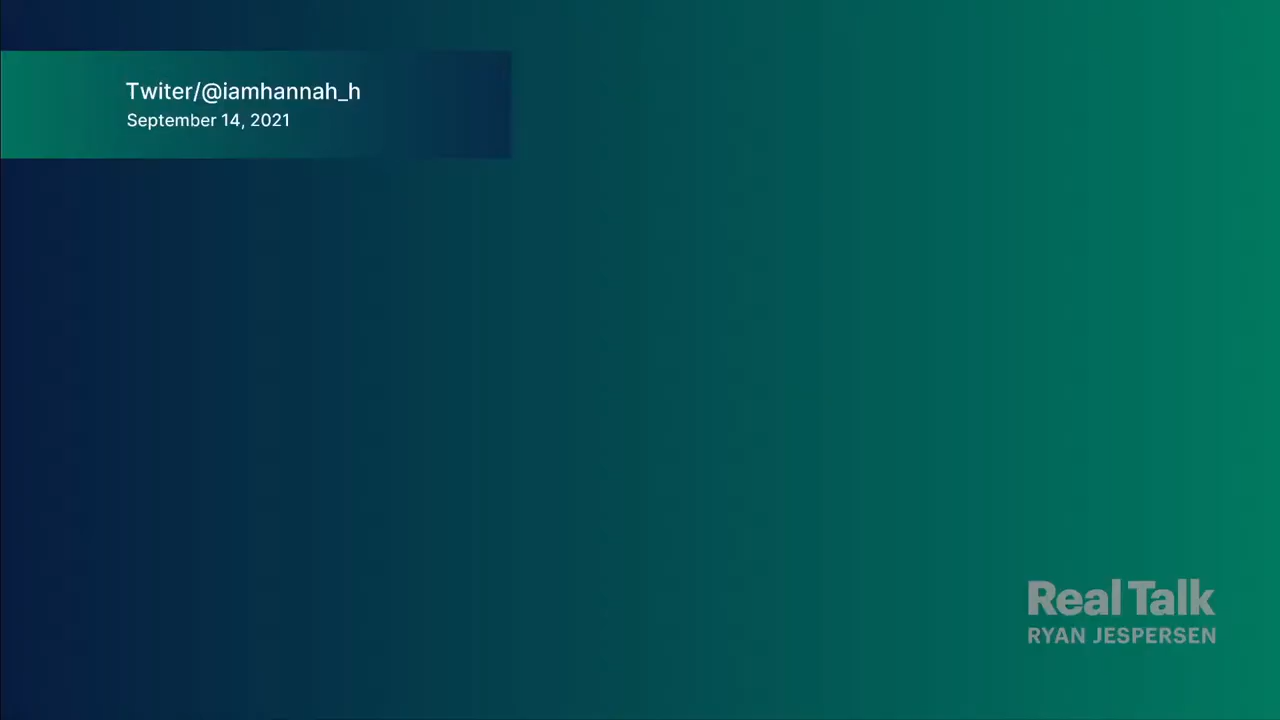 Twiter/@iamhannah_h
September 14, 2021
Real Talk
RYAN JESPERSEN